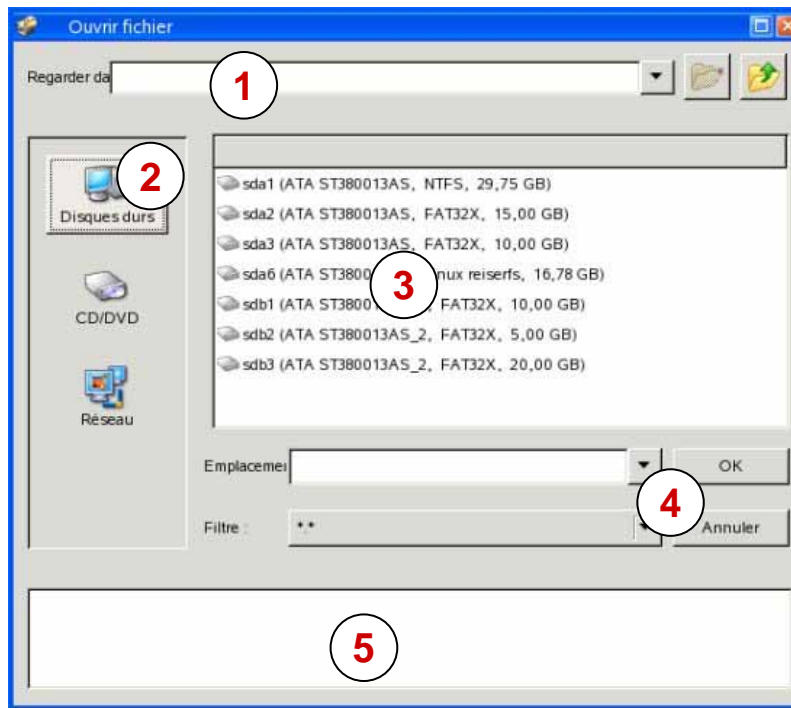 Ouvrir fichier
Regarder da
1
2
Disques durs
CD/DVD
Réseau
sda1 (ATA ST380013AS, NTFS, 29,75 GB)
sda2 (ATA ST380013AS, FAT32X, 15,00 GB)
sda3 (ATA ST380013AS, FAT32X, 10,00 GB)
sda6 (ATA ST3800 nux reiserfs, 16,78 GB)
3
sdb1 (ATA ST380013AS_2, FAT32X, 10,00 GB)
sdb2 (ATA ST380013AS_2, FAT32X, 5,00 GB)
sdb3 (ATA ST380013AS_2, FAT32X, 20,00 GB)
Emplacemei
OK
4
Filtre : *.*
Annuler
5